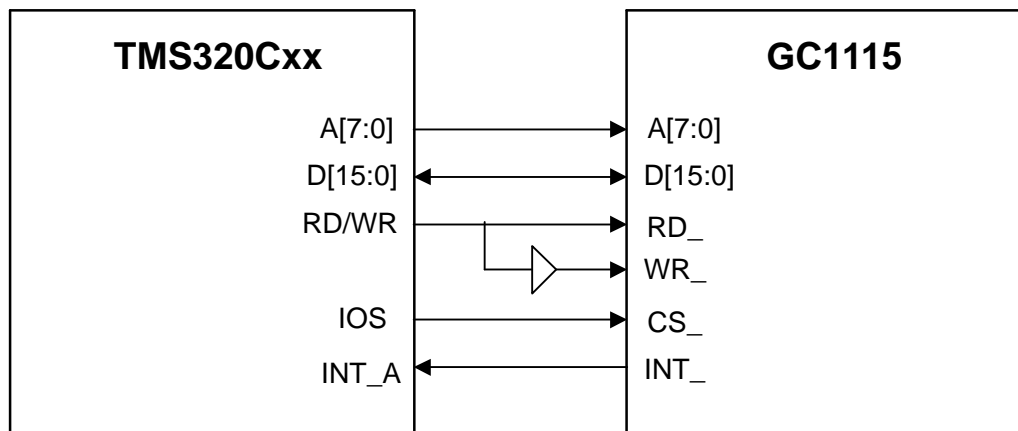 TMS320Cxx
GC1115
A[7:0]
A[7:0]
D[15:0]
D[15:0]
RD/WR
RD_
WR_
IOS
CS_
INT_A
INT_